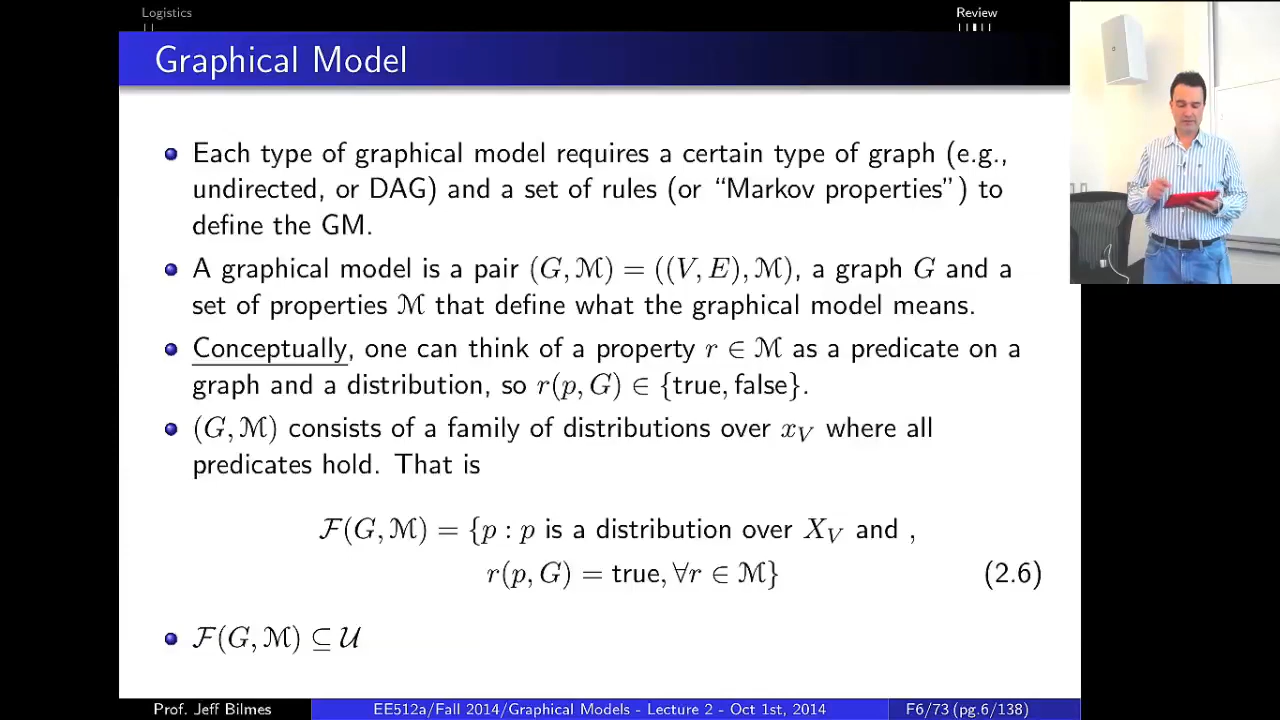 Logistics
Review
Graphical Model
Each type of graphical model requires a certain type of graph (e.g.,
undirected, or DAG) and a set of rules (or “Markov properties”) to
define the GM.
A graphical model is a pair (G, ℳ) = ((V, E), ℳ), a graph G and a
set of properties ℳ that define what the graphical model means.
Conceptually, one can think of a property r ∈ ℳ as a predicate on a
graph and a distribution, so r(p, G) ∈ {true, false}.
(G, ℳ) consists of a family of distributions over x_V where all
predicates hold. That is
ℱ(G, ℳ) = {p : p is a distribution over X_V and ,
r(p, G) = true, ∀r ∈ ℳ} (2.6)
ℱ(G, ℳ) ⊆ 𝒰
Prof. Jeff Bilmes EE512a/Fall 2014/Graphical Models - Lecture 2 - Oct 1st, 2014 F6/73 (pg.6/138)